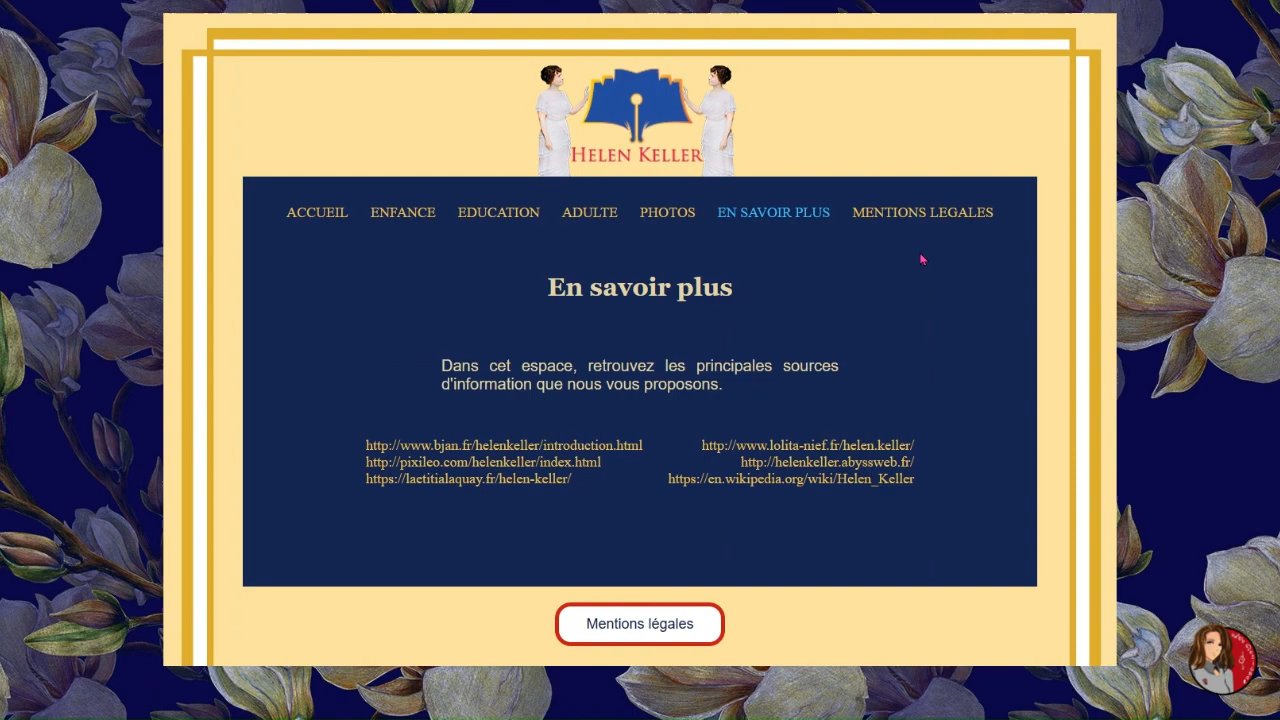 HELEN KELLER
ACCUEIL ENFANCE EDUCATION ADULTE PHOTOS EN SAVOIR PLUS MENTIONS LEGALES
En savoir plus
Dans cet espace, retrouvez les principales sources
d'information que nous vous proposons.
http://www.bjan.fr/helenkeller/introduction.html http://www.lolita-nief.fr/helen.keller/
http://pixileo.com/helenkeller/index.html http://helenkeller.abyssweb.fr/
https://laetitialaquay.fr/helen-keller/ https://en.wikipedia.org/wiki/Helen_Keller
Mentions légales